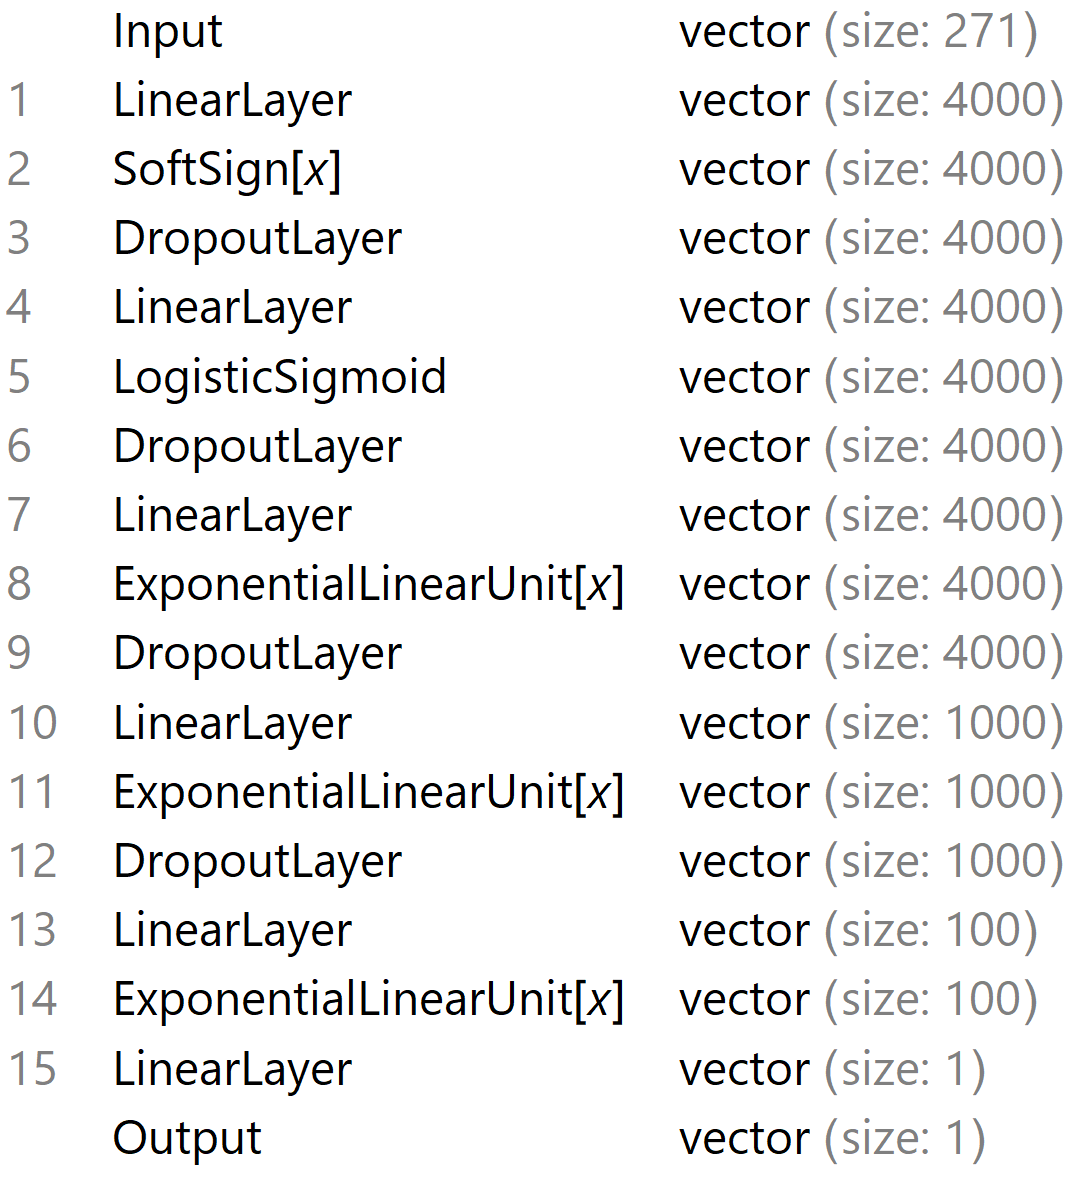 Input vector (size: 271)
1 LinearLayer vector (size: 4000)
2 SoftSign[x] vector (size: 4000)
3 DropoutLayer vector (size: 4000)
4 LinearLayer vector (size: 4000)
5 LogisticSigmoid vector (size: 4000)
6 DropoutLayer vector (size: 4000)
7 LinearLayer vector (size: 4000)
8 ExponentialLinearUnit[x] vector (size: 4000)
9 DropoutLayer vector (size: 4000)
10 LinearLayer vector (size: 1000)
11 ExponentialLinearUnit[x] vector (size: 1000)
12 DropoutLayer vector (size: 1000)
13 LinearLayer vector (size: 100)
14 ExponentialLinearUnit[x] vector (size: 100)
15 LinearLayer vector (size: 1)
Output vector (size: 1)